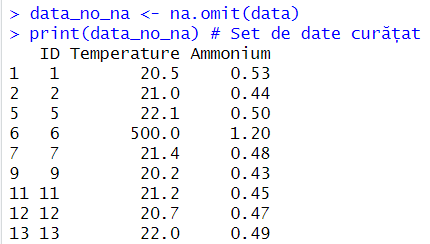 > data_no_na <- na.omit(data)
> print(data_no_na) # Set de date curățat
   ID Temperature Ammonium
1   1        20.5     0.53
2   2        21.0     0.44
5   5        22.1     0.50
6   6       500.0     1.20
7   7        21.4     0.48
9   9        20.2     0.43
11 11        21.2     0.45
12 12        20.7     0.47
13 13        22.0     0.49